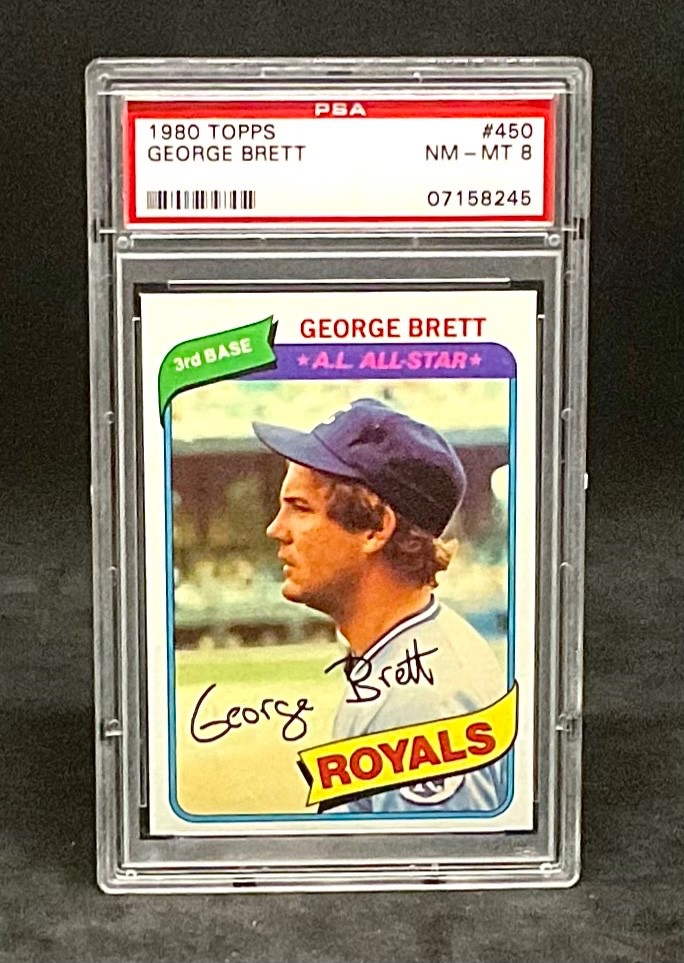 PSA
1980 TOPPS #450
GEORGE BRETT NM - MT 8
07158245
3rd BASE
GEORGE BRETT
★A.L. ALL-STAR★
George Brett
ROYALS